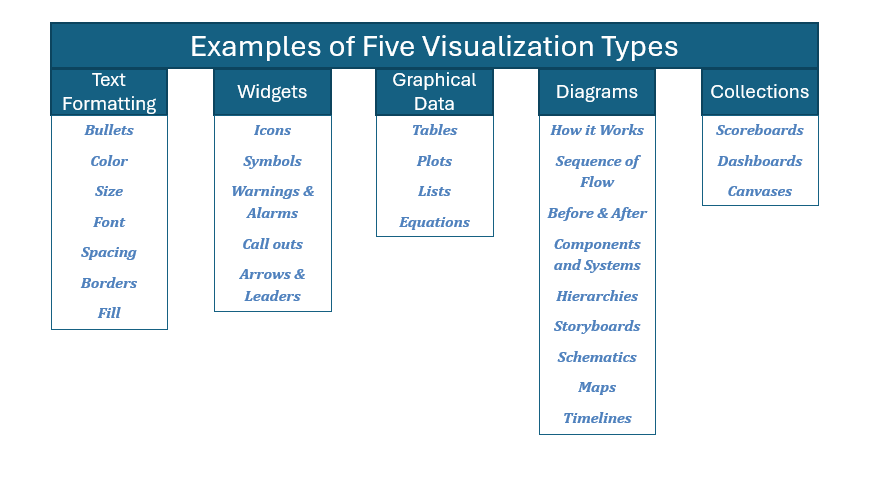 Examples of Five Visualization Types
Text
Formatting
Bullets
Color
Size
Font
Spacing
Borders
Fill
Widgets
Icons
Symbols
Warnings &
Alarms
Call outs
Arrows &
Leaders
Graphical
Data
Tables
Plots
Lists
Equations
Diagrams
How it Works
Sequence of
Flow
Before & After
Components
and Systems
Hierarchies
Storyboards
Schematics
Maps
Timelines
Collections
Scoreboards
Dashboards
Canvases